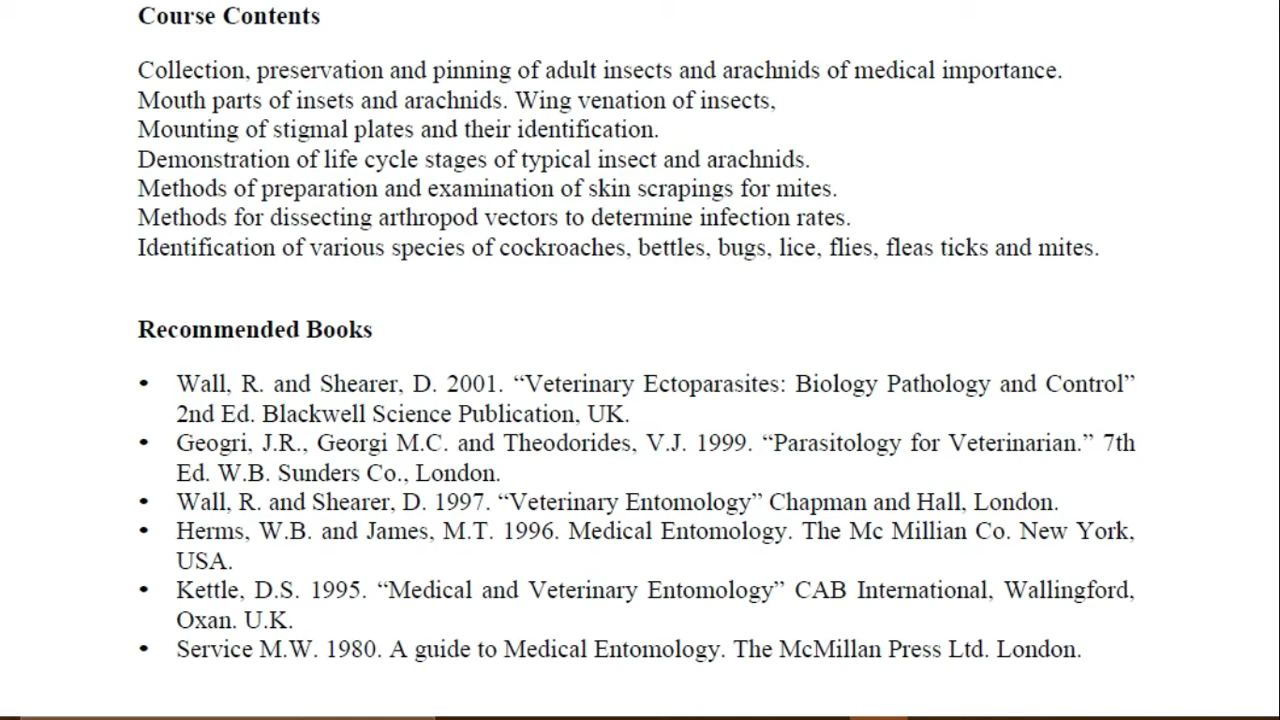 Course Contents
Collection, preservation and pinning of adult insects and arachnids of medical importance.
Mouth parts of insets and arachnids. Wing venation of insects,
Mounting of stigmal plates and their identification.
Demonstration of life cycle stages of typical insect and arachnids.
Methods of preparation and examination of skin scrapings for mites.
Methods for dissecting arthropod vectors to determine infection rates.
Identification of various species of cockroaches, bettles, bugs, lice, flies, fleas ticks and mites.
Recommended Books
• Wall, R. and Shearer, D. 2001. “Veterinary Ectoparasites: Biology Pathology and Control”
2nd Ed. Blackwell Science Publication, UK.
• Geogri, J.R., Georgi M.C. and Theodorides, V.J. 1999. “Parasitology for Veterinarian.” 7th
Ed. W.B. Sunders Co., London.
• Wall, R. and Shearer, D. 1997. “Veterinary Entomology” Chapman and Hall, London.
• Herms, W.B. and James, M.T. 1996. Medical Entomology. The Mc Millian Co. New York,
USA.
• Kettle, D.S. 1995. “Medical and Veterinary Entomology” CAB International, Wallingford,
Oxan. U.K.
• Service M.W. 1980. A guide to Medical Entomology. The McMillan Press Ltd. London.